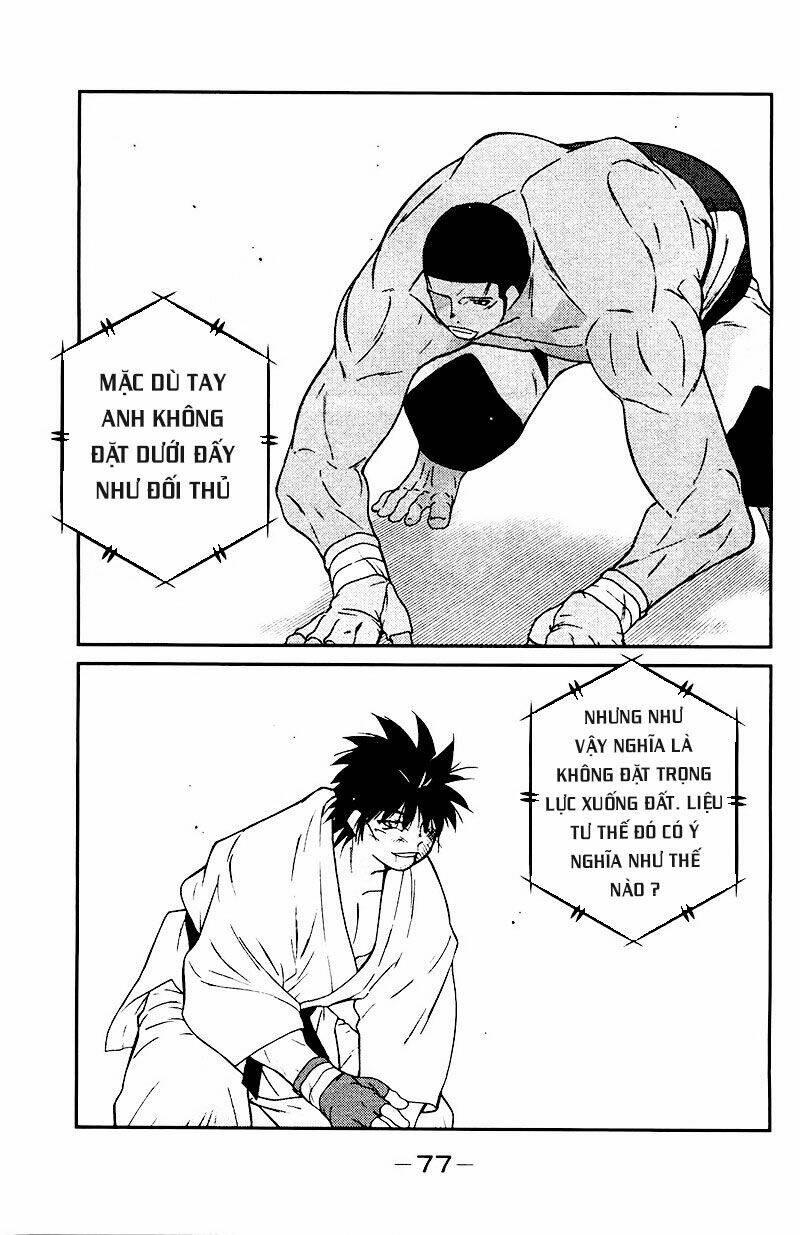 MẶC DÙ TAY
ANH KHÔNG
ĐẶT DƯỚI ĐẤY
NHƯ ĐỐI THỦ
NHƯNG NHƯ
VẬY NGHĨA LÀ
KHÔNG ĐẶT TRỌNG
LỰC XUỐNG ĐẤT. LIỆU
TƯ THẾ ĐÓ CÓ Ý
NGHĨA NHƯ THẾ
NÀO ?
-77-